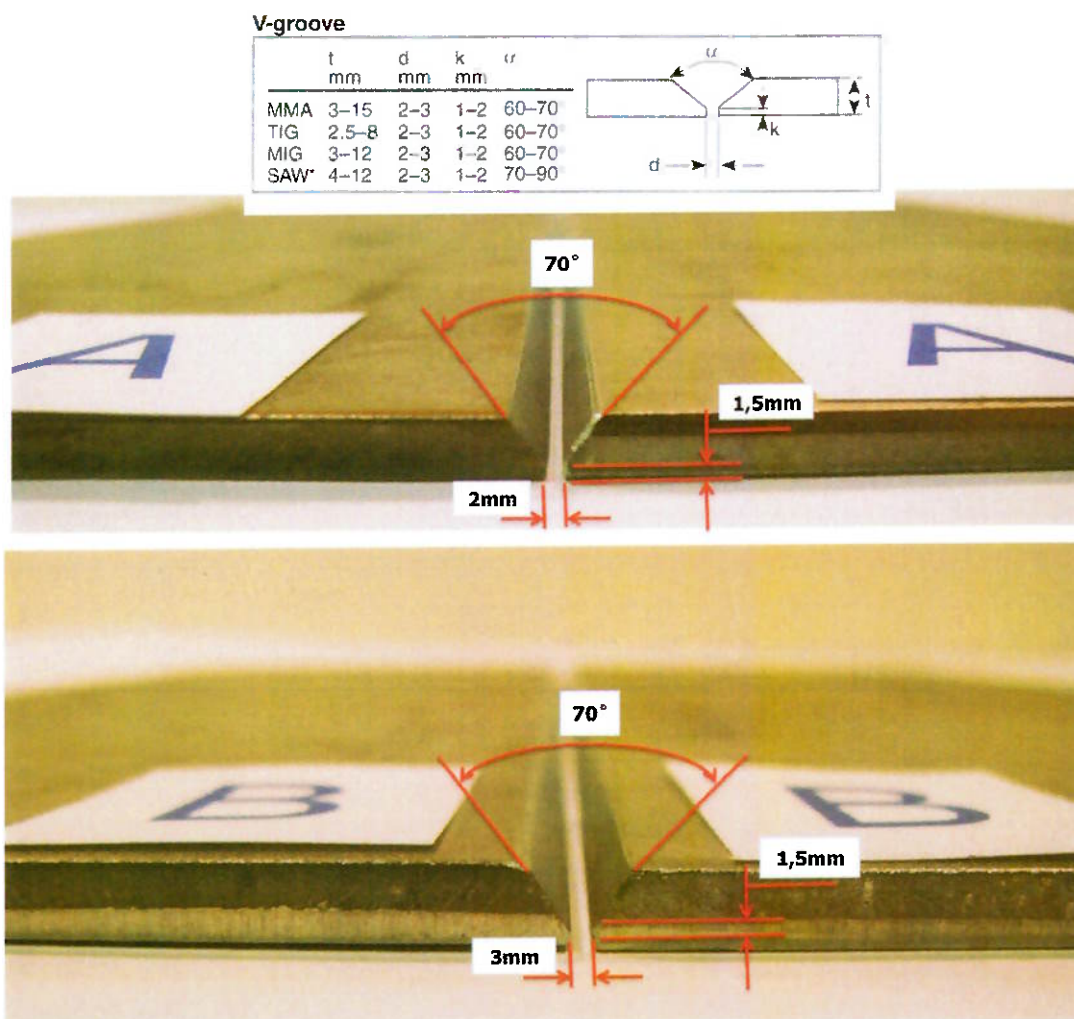 V-groove
t d k α
mm mm mm
MMA 3–15 2–3 1–2 60–70°
TIG 2.5–8 2–3 1–2 60–70°
MIG 3–12 2–3 1–2 60–70°
SAW* 4–12 2–3 1–2 70–90°
α
t
k
d
70°
A A
1,5mm
2mm
70°
B B
1,5mm
3mm